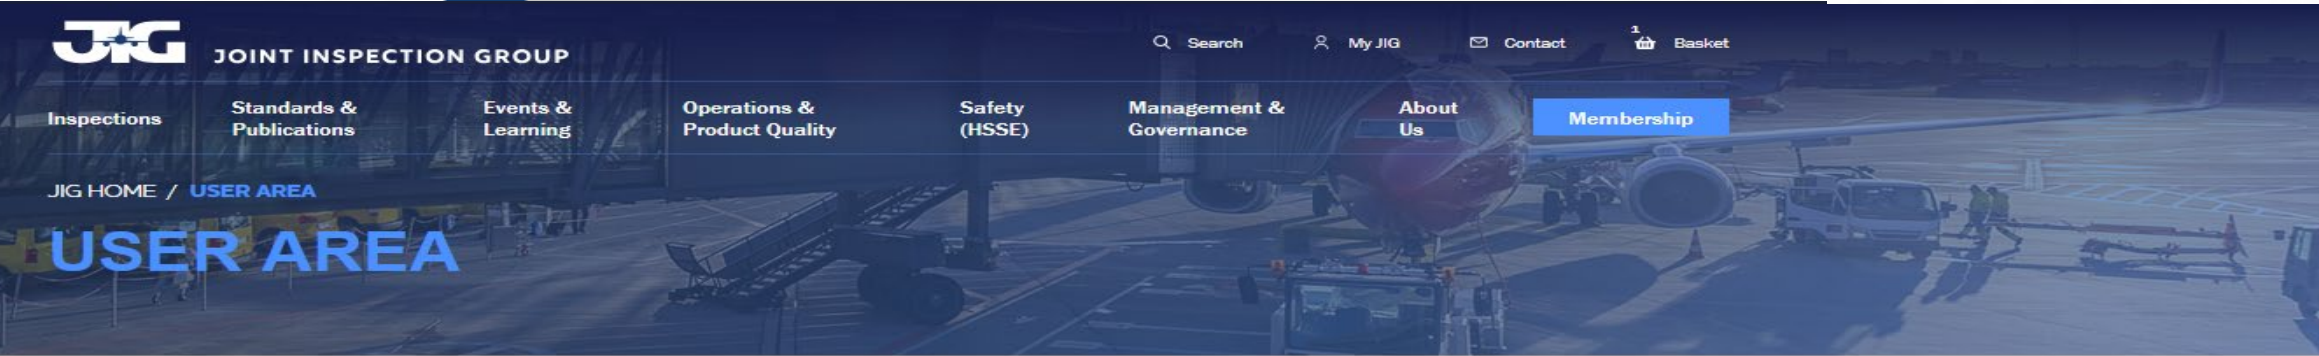 JIG JOINT INSPECTION GROUP
Search My JIG Contact 1 Basket
Inspections
Standards &
Publications
Events &
Learning
Operations &
Product Quality
Safety
(HSSE)
Management &
Governance
About
Us
Membership
JIG HOME / USER AREA
USER AREA